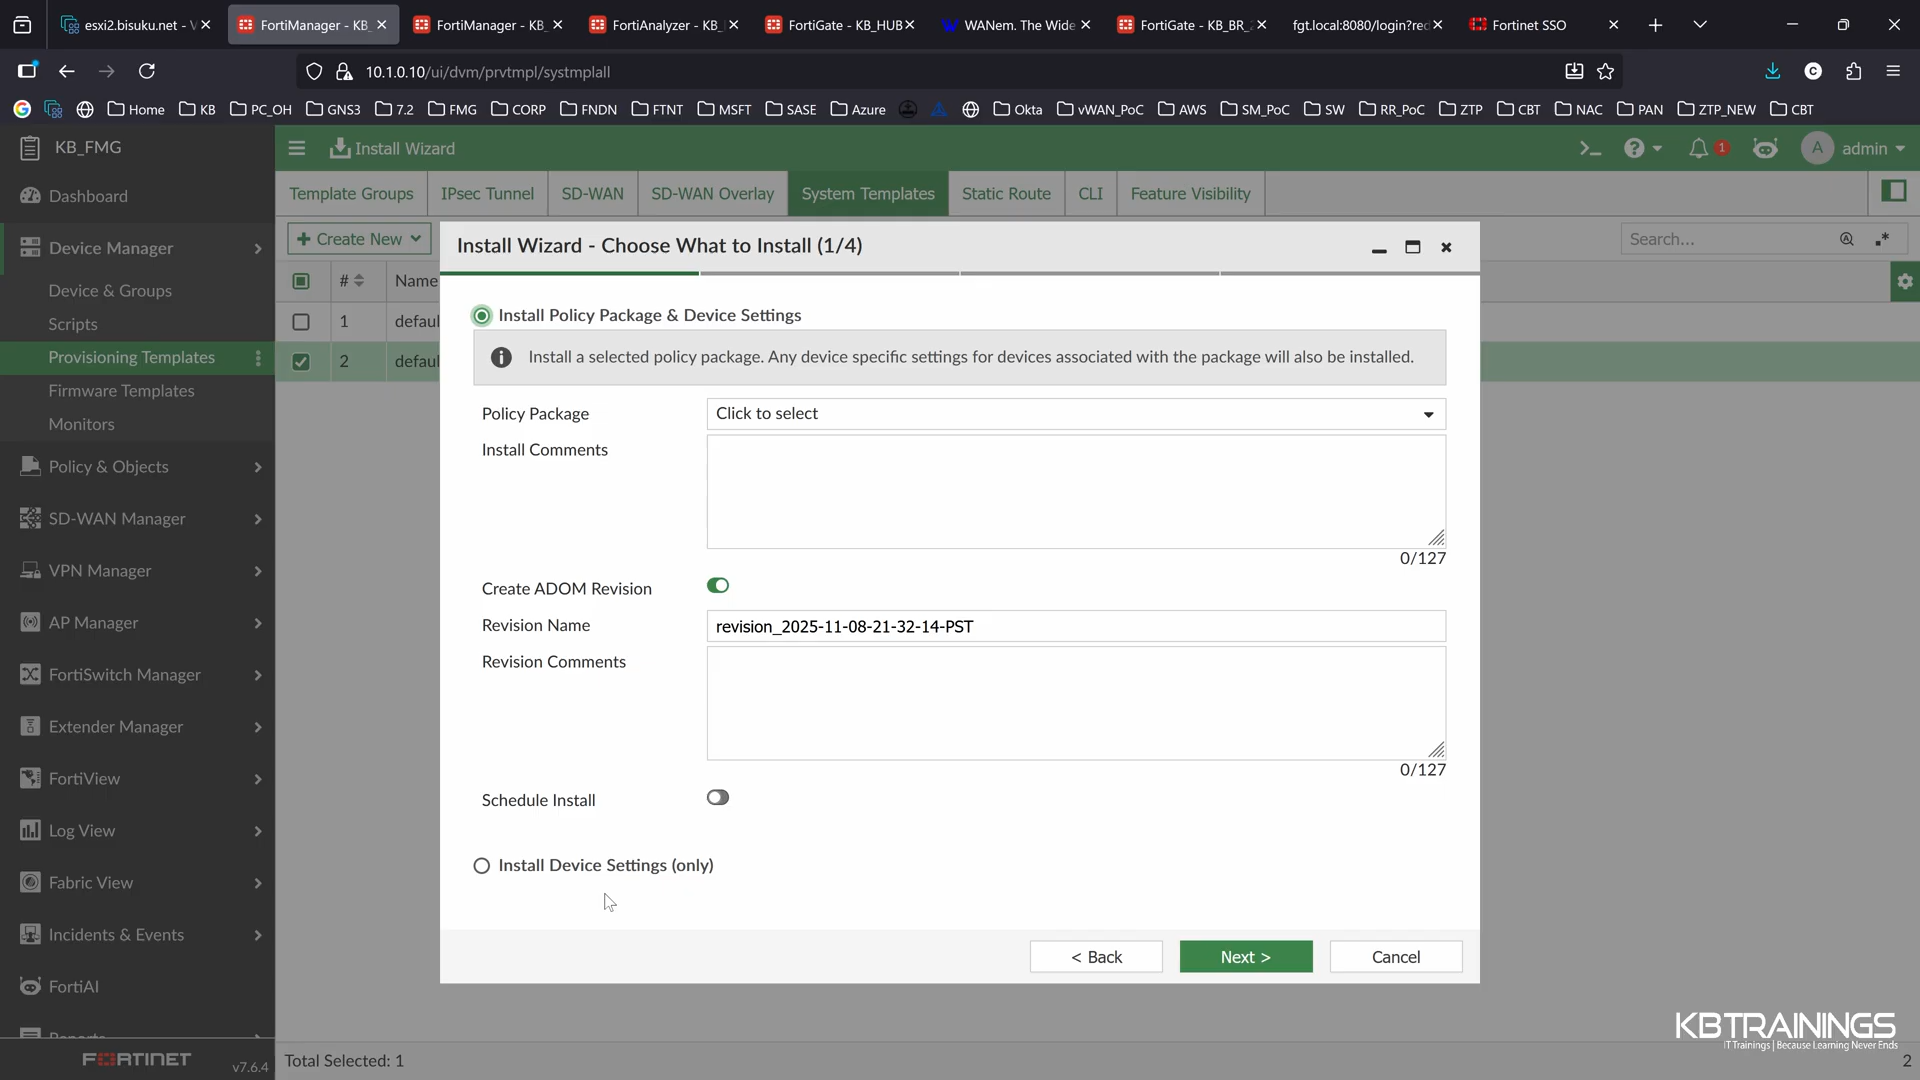 esxi2.bisuku.net - V
FortiManager - KB_
FortiManager - KB_
FortiAnalyzer - KB_
FortiGate - KB_HUB
WANem. The Wide
FortiGate - KB_BR_
fgt.local:8080/login?red
Fortinet SSO
10.1.0.10/ui/dvm/prvtmpl/systmplall
Home
KB
PC_OH
GNS3
7.2
FMG
CORP
FNDN
FTNT
MSFT
SASE
Azure
Okta
vWAN_PoC
AWS
SM_PoC
SW
RR_PoC
ZTP
CBT
NAC
PAN
ZTP_NEW
CBT
KB_FMG
Install Wizard
1
A
admin
Dashboard
Device Manager
Device & Groups
Scripts
Provisioning Templates
Firmware Templates
Monitors
Policy & Objects
SD-WAN Manager
VPN Manager
AP Manager
FortiSwitch Manager
Extender Manager
FortiView
Log View
Fabric View
Incidents & Events
FortiAI
Reports
FORTINET
v7.6.4
Template Groups
IPsec Tunnel
SD-WAN
SD-WAN Overlay
System Templates
Static Route
CLI
Feature Visibility
Create New
Search...
#
Name
1
defaul
2
defaul
Install Wizard - Choose What to Install (1/4)
Install Policy Package & Device Settings
Install a selected policy package. Any device specific settings for devices associated with the package will also be installed.
Policy Package
Click to select
Install Comments
0/127
Create ADOM Revision
Revision Name
revision_2025-11-08-21-32-14-PST
Revision Comments
0/127
Schedule Install
Install Device Settings (only)
< Back
Next >
Cancel
KBTRAININGS
IT Trainings | Because Learning Never Ends
Total Selected: 1
2